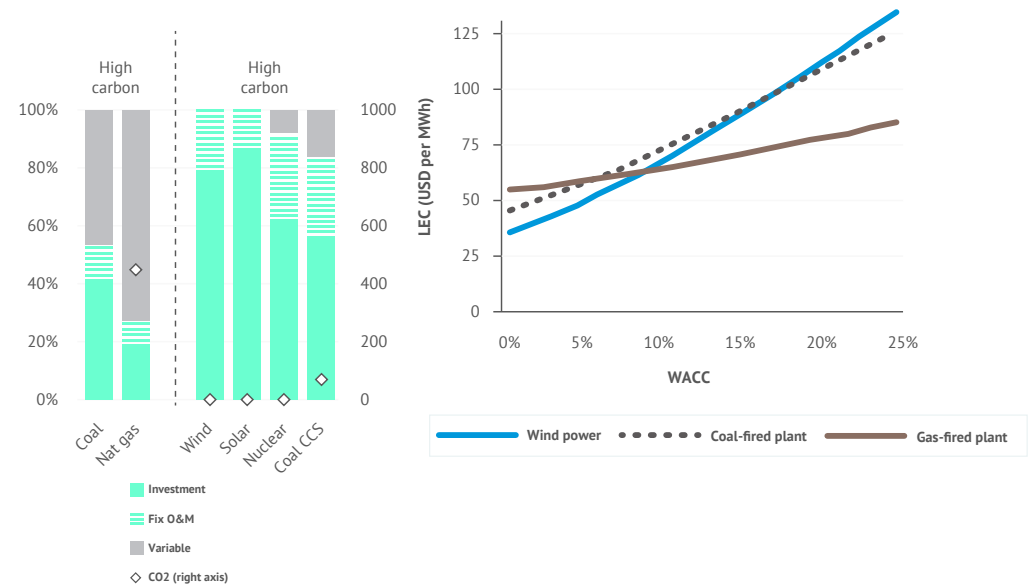 High
carbon
High
carbon
100%
80%
60%
40%
20%
0%
1000
800
600
400
200
0
Coal
Nat gas
Wind
Solar
Nuclear
Coal CCS
Investment
Fix O&M
Variable
CO2 (right axis)
LEC (USD per MWh)
125
100
75
50
25
0
0%
5%
10%
15%
20%
25%
WACC
Wind power
Coal-fired plant
Gas-fired plant